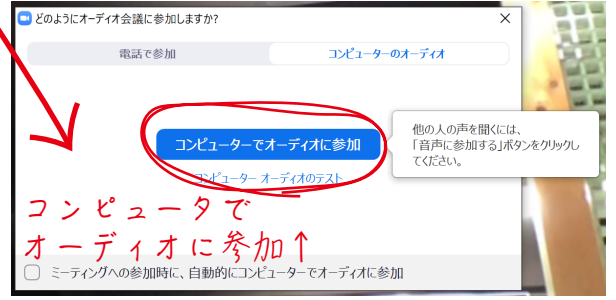 どのようにオーディオ会議に参加しますか?
電話で参加
コンピューターのオーディオ
コンピューターでオーディオに参加
他の人の声を聞くには、
「音声に参加する」ボタンをクリックし
てください。
コンピューター オーディオのテスト
コンピュータで
オーディオに参加↑
ミーティングへの参加時に、自動的にコンピューターでオーディオに参加